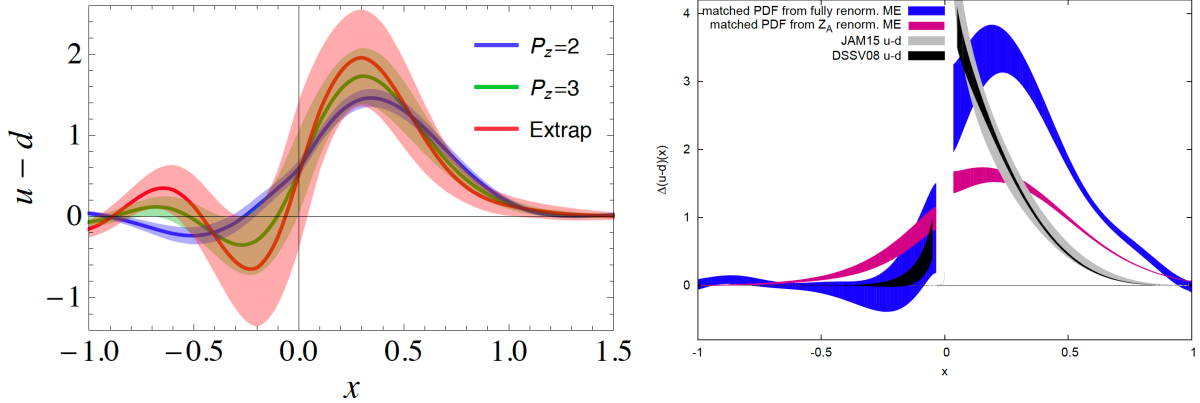 u − d
2
1
0
−1
P_z=2
P_z=3
Extrap
−1.0
−0.5
0.0
0.5
1.0
1.5
x
matched PDF from fully renorm. ME
matched PDF from Z_A renorm. ME
JAM15 u-d
DSSV08 u-d
Δ(u-d)(x)
4
3
2
1
0
-1
-0.5
0
0.5
1
x